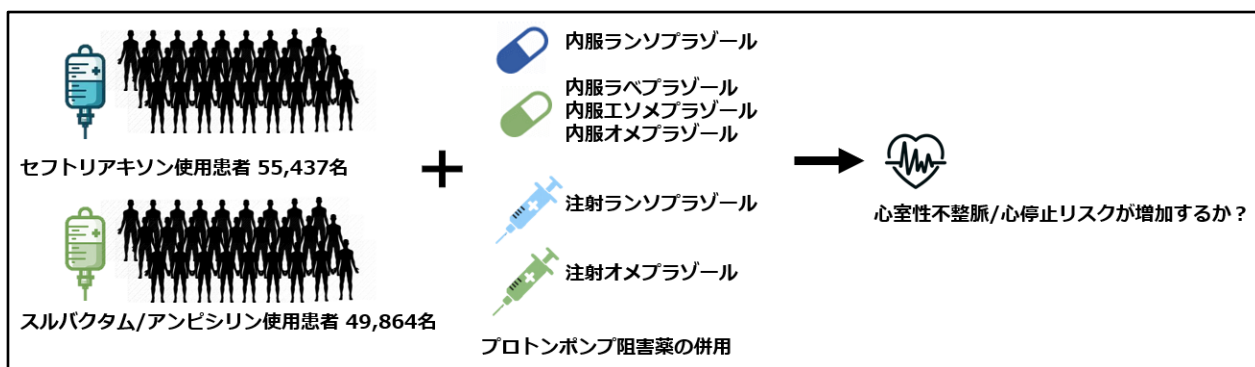 セフトリアキソン使用患者 55,437名
スルバクタム/アンピシリン使用患者 49,864名
内服ランソプラゾール
内服ラベプラゾール
内服エソメプラゾール
内服オメプラゾール
注射ランソプラゾール
注射オメプラゾール
プロトンポンプ阻害薬の併用
心室性不整脈/心停止リスクが増加するか？